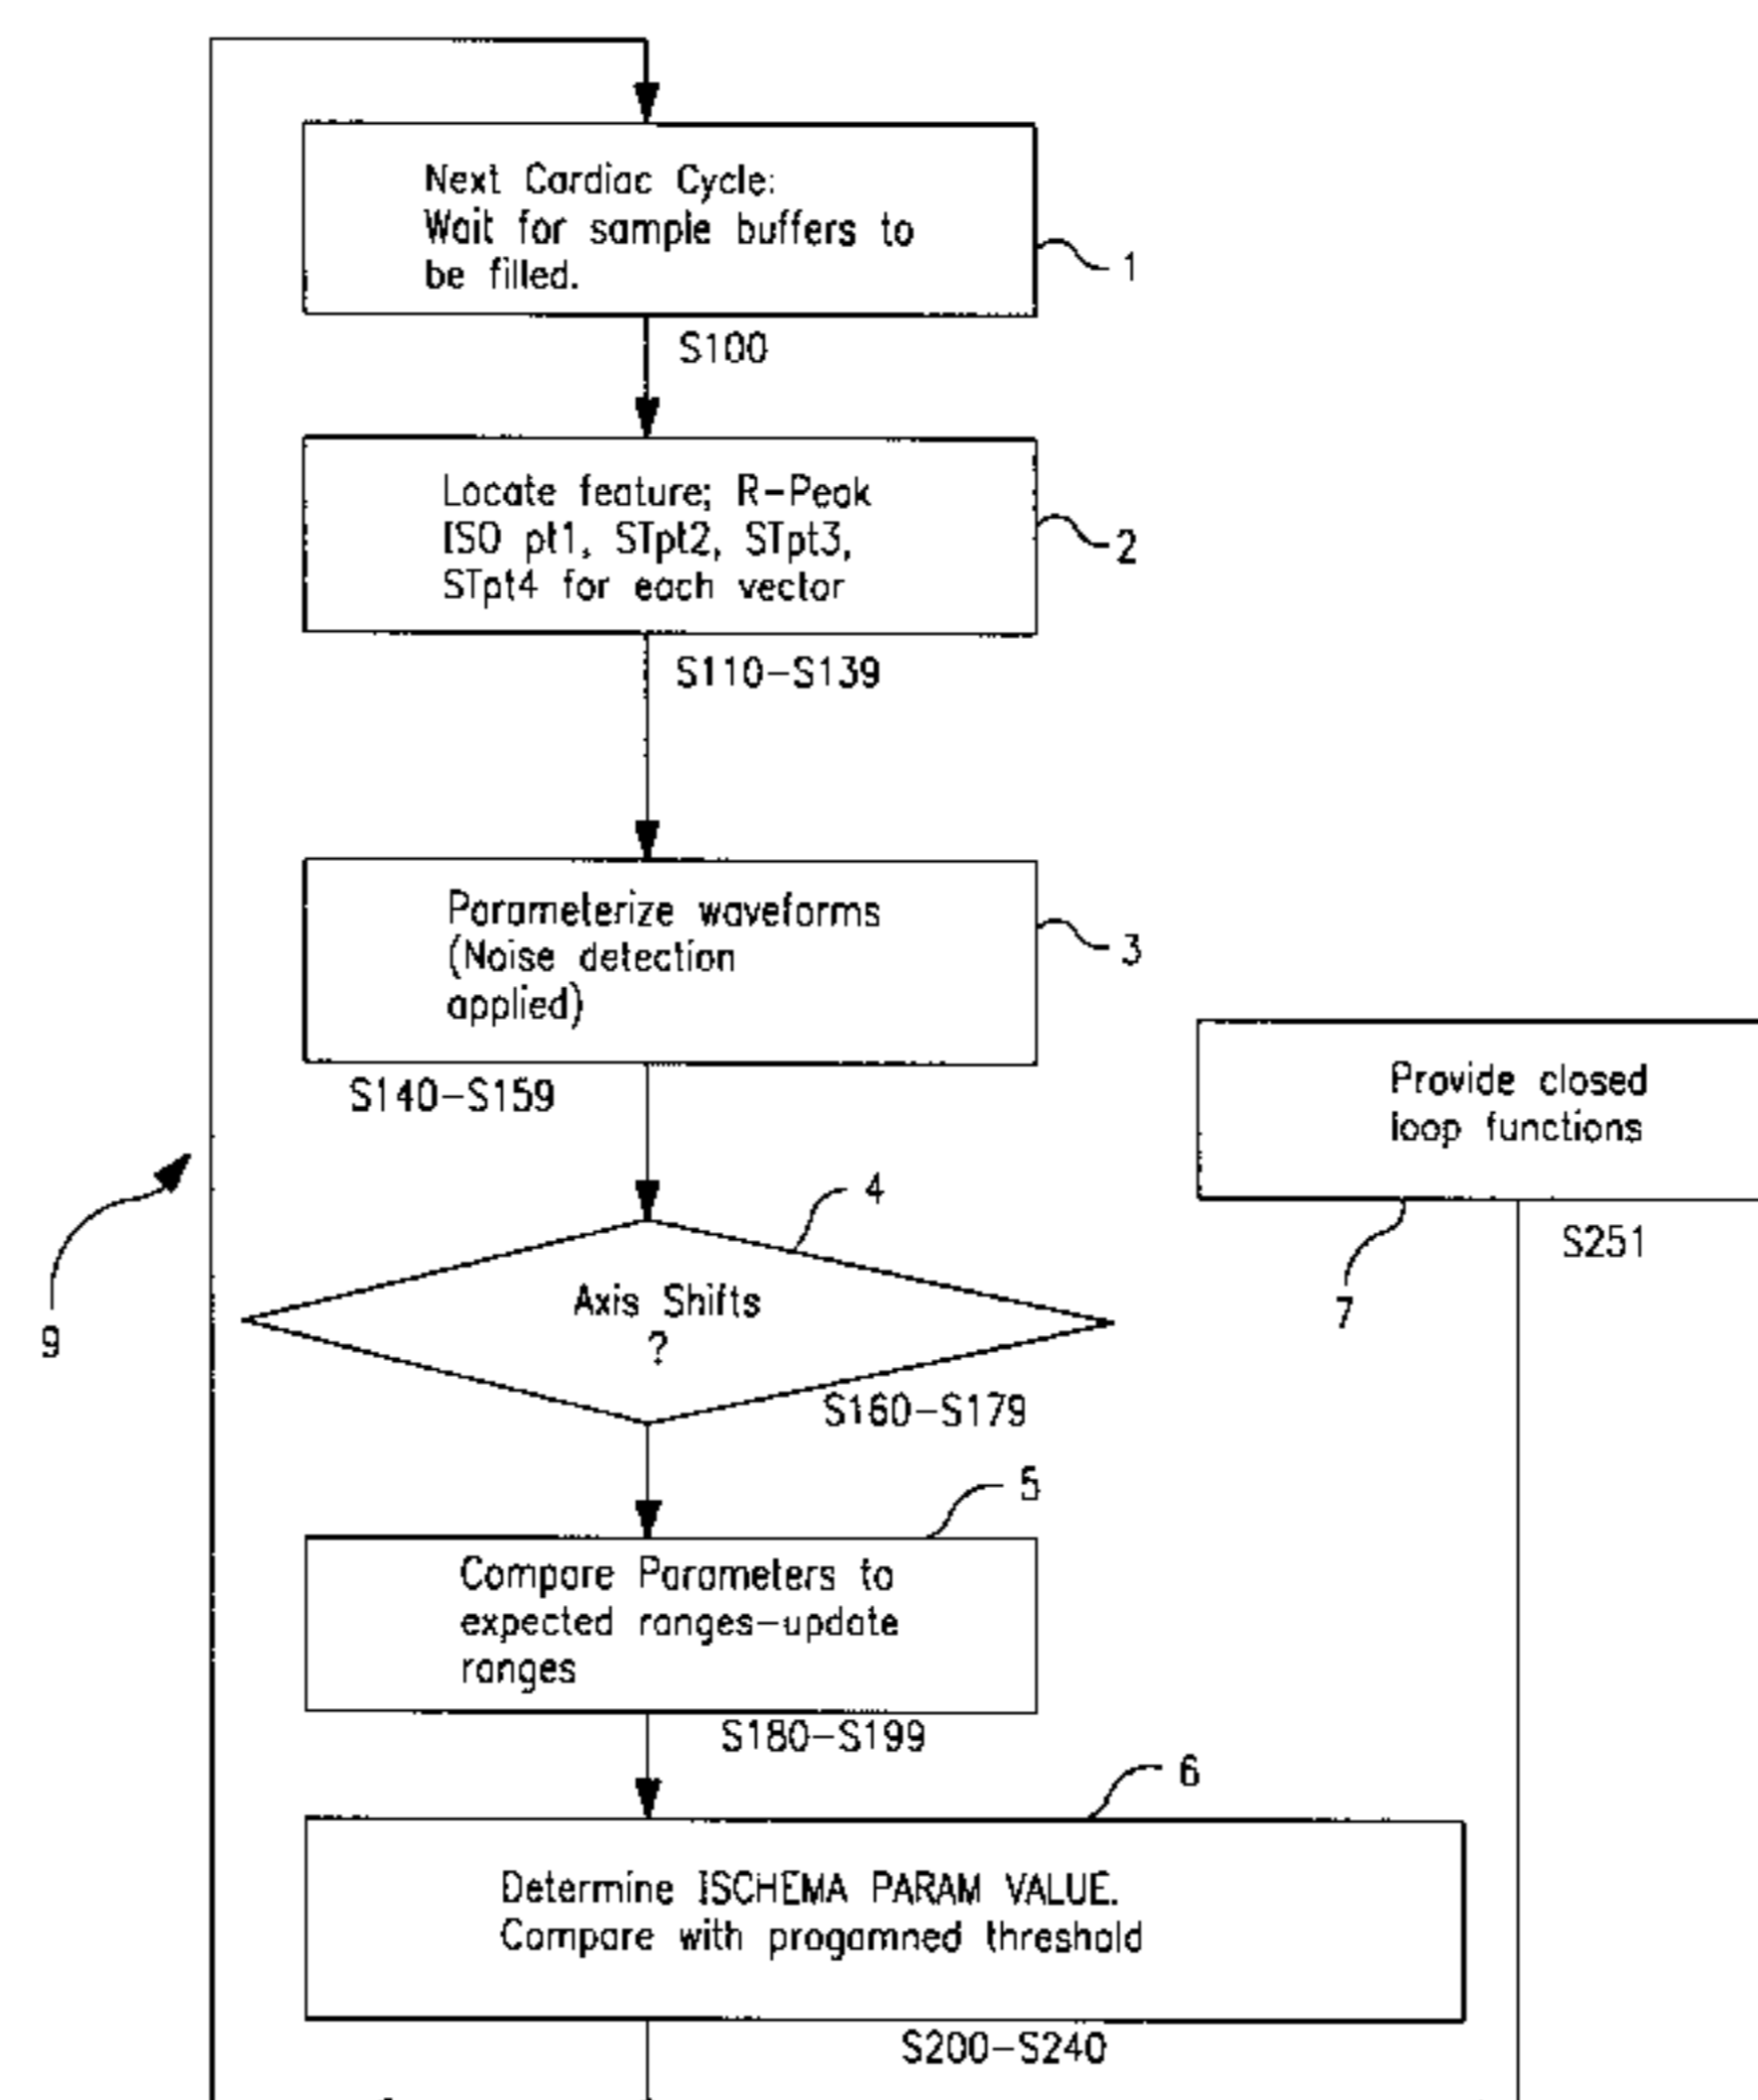 Next Cardiac Cycle:
Wait for sample buffers to
be filled.
1
S100
Locate feature; R-Peak
ISO pt1, STpt2, STpt3,
STpt4 for each vector
2
S110-S139
Parameterize waveforms
(Noise detection
applied)
3
S140-S159
Provide closed
loop functions
S251
7
4
Axis Shifts
?
9
S160-S179
5
Compare Parameters to
expected ranges-update
ranges
S180-S199
6
Determine ISCHEMA PARAM VALUE.
Compare with progamned threshold
S200-S240